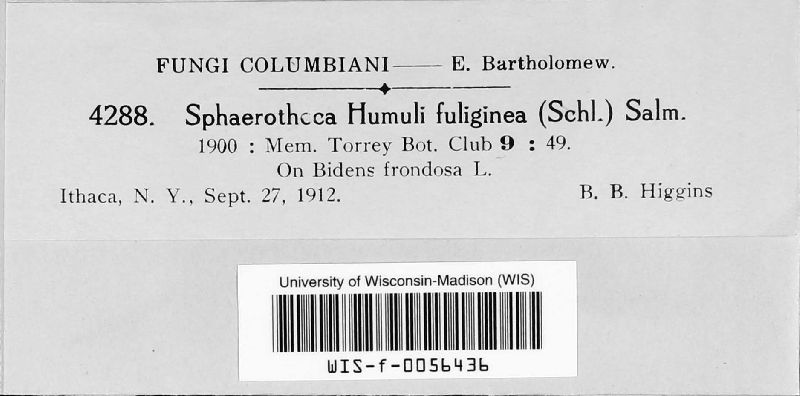 FUNGI COLUMBIANI —— E. Bartholomew.
4288. Sphaerotheca Humuli fuliginea (Schl.) Salm.
1900 : Mem. Torrey Bot. Club 9 : 49.
On Bidens frondosa L.
Ithaca, N. Y., Sept. 27, 1912. B. B. Higgins
University of Wisconsin-Madison (WIS)
WIS-f-0056436